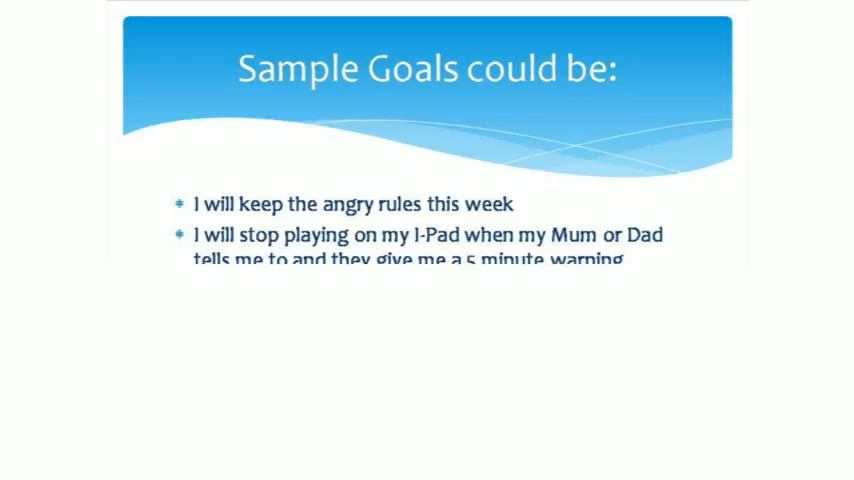 Sample Goals could be:
* I will keep the angry rules this week
* I will stop playing on my I-Pad when my Mum or Dad
tells me to and they give me a 5 minute warning